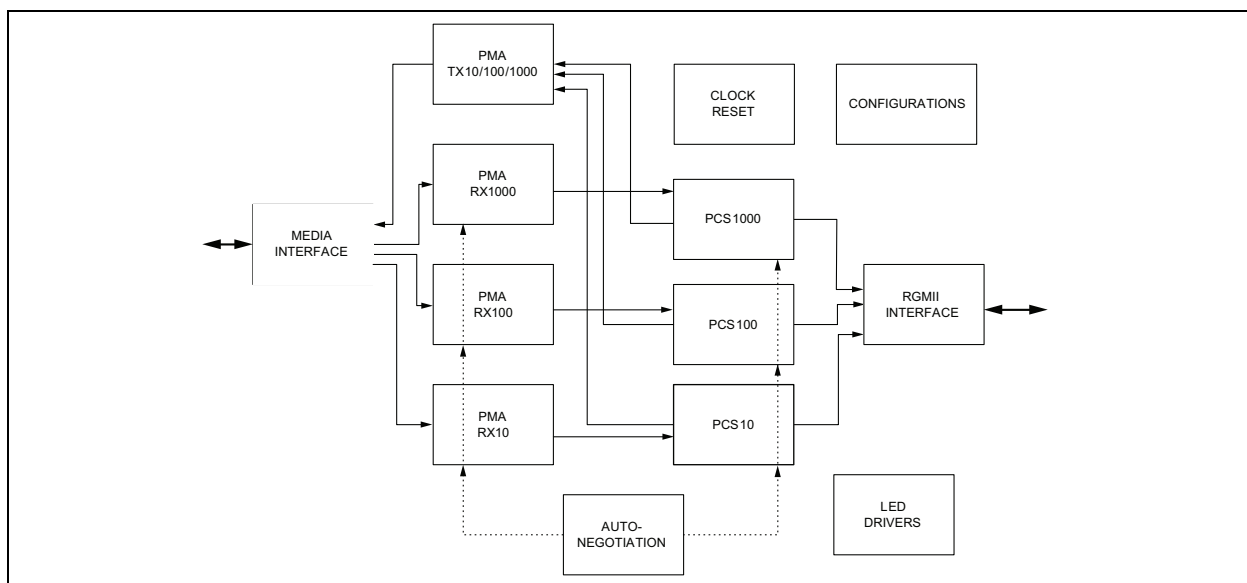 PMA
TX10/100/1000
CLOCK
RESET
CONFIGURATIONS
PMA
RX1000
PCS1000
MEDIA
INTERFACE
PMA
RX100
PCS100
RGMII
INTERFACE
PMA
RX10
PCS10
LED
DRIVERS
AUTO-
NEGOTIATION